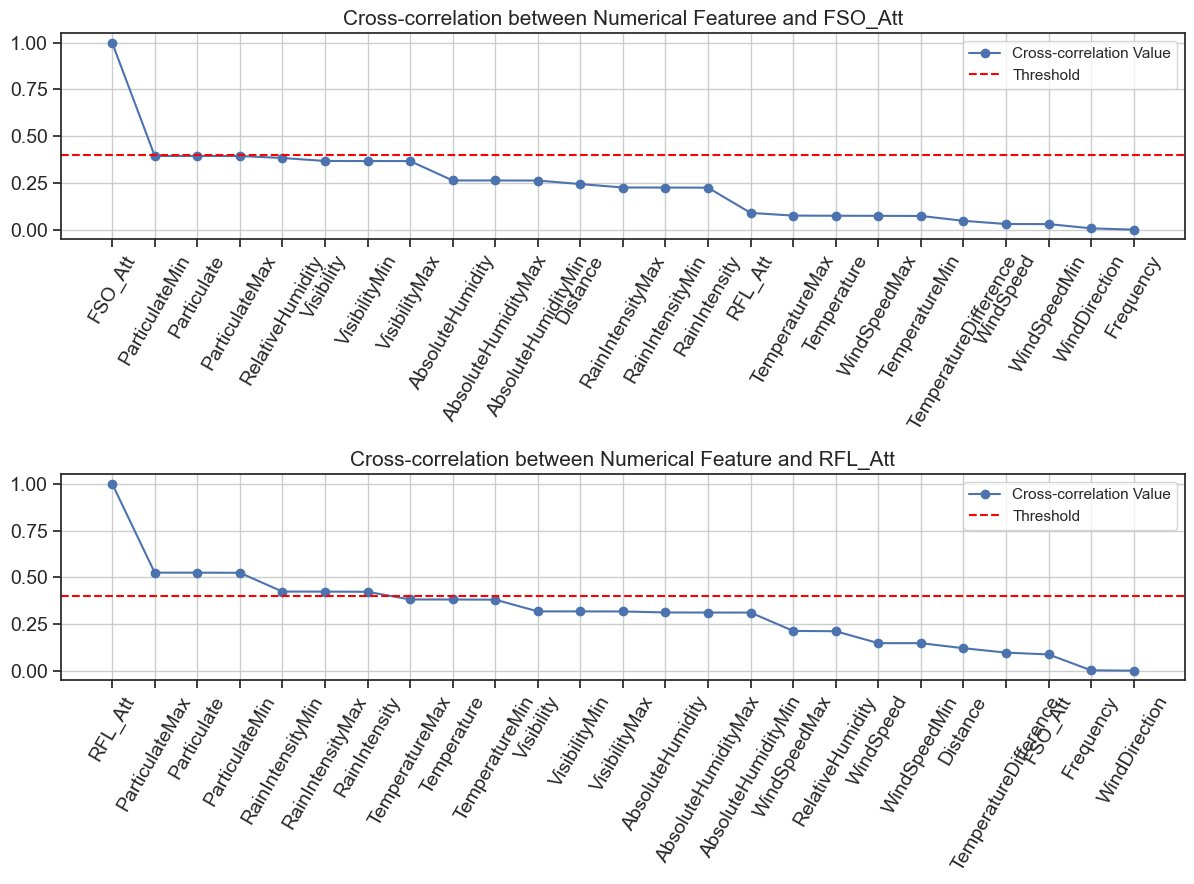 Cross-correlation between Numerical Featuree and FSO_Att
1.00
0.75
0.50
0.25
0.00
Cross-correlation Value
Threshold
FSO_Att
ParticulateMin
Particulate
ParticulateMax
RelativeHumidity
Visibility
VisibilityMin
VisibilityMax
AbsoluteHumidity
AbsoluteHumidityMax
AbsoluteHumidityMin
Distance
RainIntensityMax
RainIntensityMin
RainIntensity
RFL_Att
TemperatureMax
Temperature
WindSpeedMax
TemperatureMin
TemperatureDifference
WindSpeed
WindSpeedMin
WindDirection
Frequency
Cross-correlation between Numerical Feature and RFL_Att
1.00
0.75
0.50
0.25
0.00
Cross-correlation Value
Threshold
RFL_Att
ParticulateMax
Particulate
ParticulateMin
RainIntensityMin
RainIntensityMax
RainIntensity
TemperatureMax
Temperature
TemperatureMin
Visibility
VisibilityMin
VisibilityMax
AbsoluteHumidity
AbsoluteHumidityMax
AbsoluteHumidityMin
WindSpeedMax
RelativeHumidity
WindSpeed
WindSpeedMin
Distance
TemperatureDifference
FSO_Att
Frequency
WindDirection